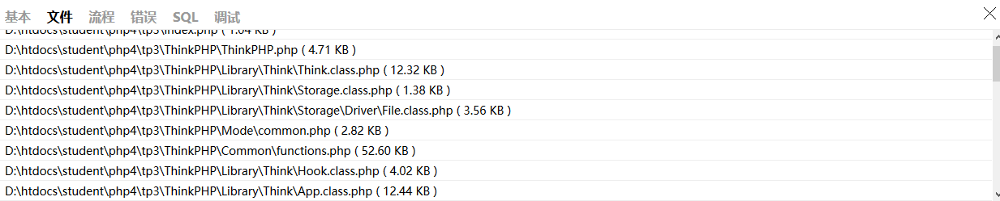 基本 文件 流程 错误 SQL 调试
D:\htdocs\student\php4\tp3\index.php ( 1.04 KB )
D:\htdocs\student\php4\tp3\ThinkPHP\ThinkPHP.php ( 4.71 KB )
D:\htdocs\student\php4\tp3\ThinkPHP\Library\Think\Think.class.php ( 12.32 KB )
D:\htdocs\student\php4\tp3\ThinkPHP\Library\Think\Storage.class.php ( 1.38 KB )
D:\htdocs\student\php4\tp3\ThinkPHP\Library\Think\Storage\Driver\File.class.php ( 3.56 KB )
D:\htdocs\student\php4\tp3\ThinkPHP\Mode\common.php ( 2.82 KB )
D:\htdocs\student\php4\tp3\ThinkPHP\Common\functions.php ( 52.60 KB )
D:\htdocs\student\php4\tp3\ThinkPHP\Library\Think\Hook.class.php ( 4.02 KB )
D:\htdocs\student\php4\tp3\ThinkPHP\Library\Think\App.class.php ( 12.44 KB )